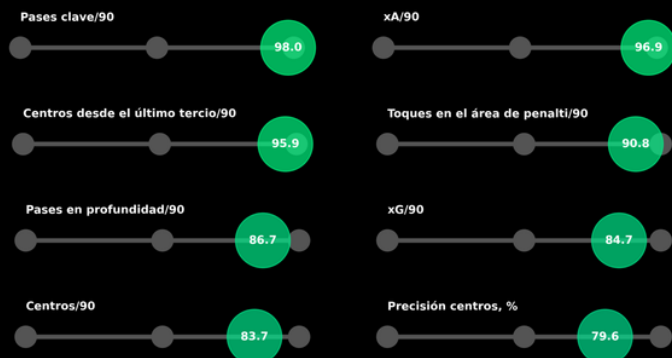 Pases clave/90
98.0
xA/90
96.9
Centros desde el último tercio/90
95.9
Toques en el área de penalti/90
90.8
Pases en profundidad/90
86.7
xG/90
84.7
Centros/90
83.7
Precisión centros, %
79.6